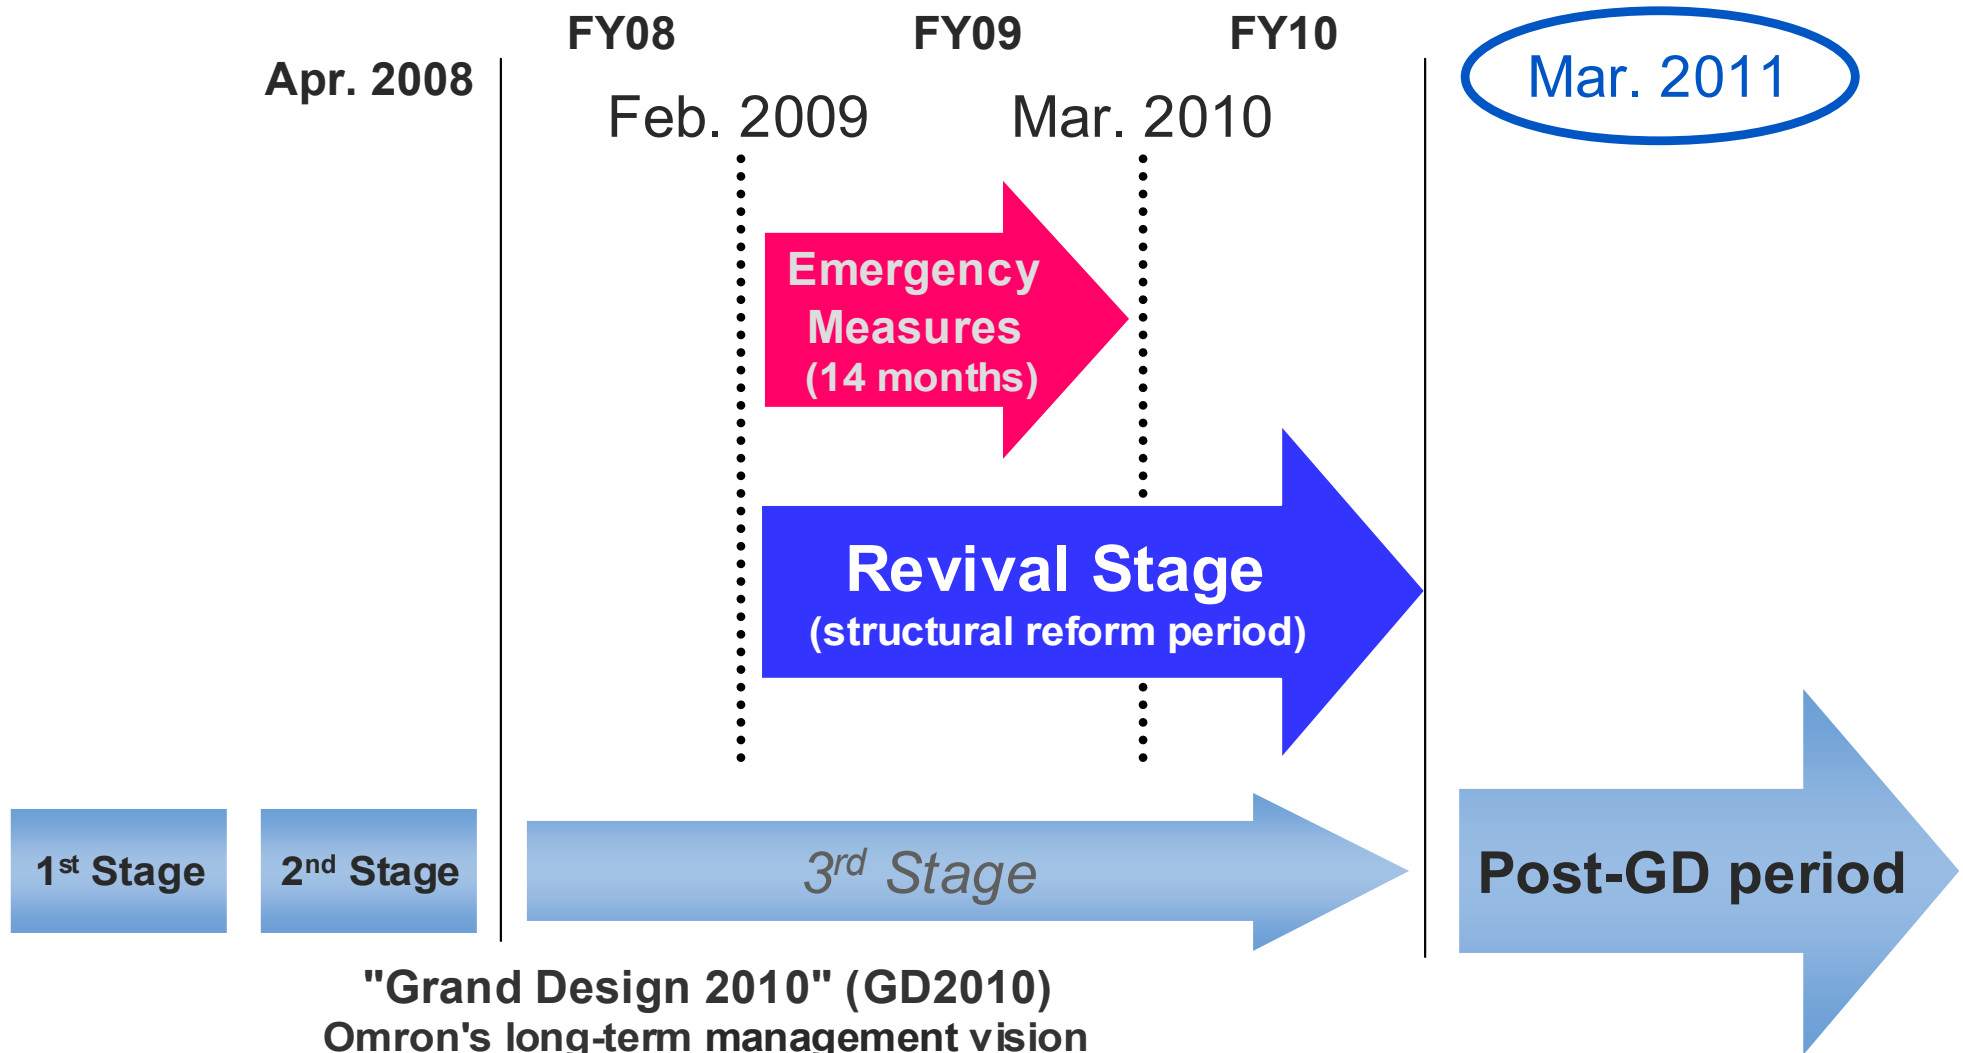 FY08 FY09 FY10
Apr. 2008
Mar. 2011
Feb. 2009 Mar. 2010
Emergency
Measures
(14 months)
Revival Stage
(structural reform period)
1st Stage
2nd Stage
3rd Stage
Post-GD period
"Grand Design 2010" (GD2010)
Omron's long-term management vision